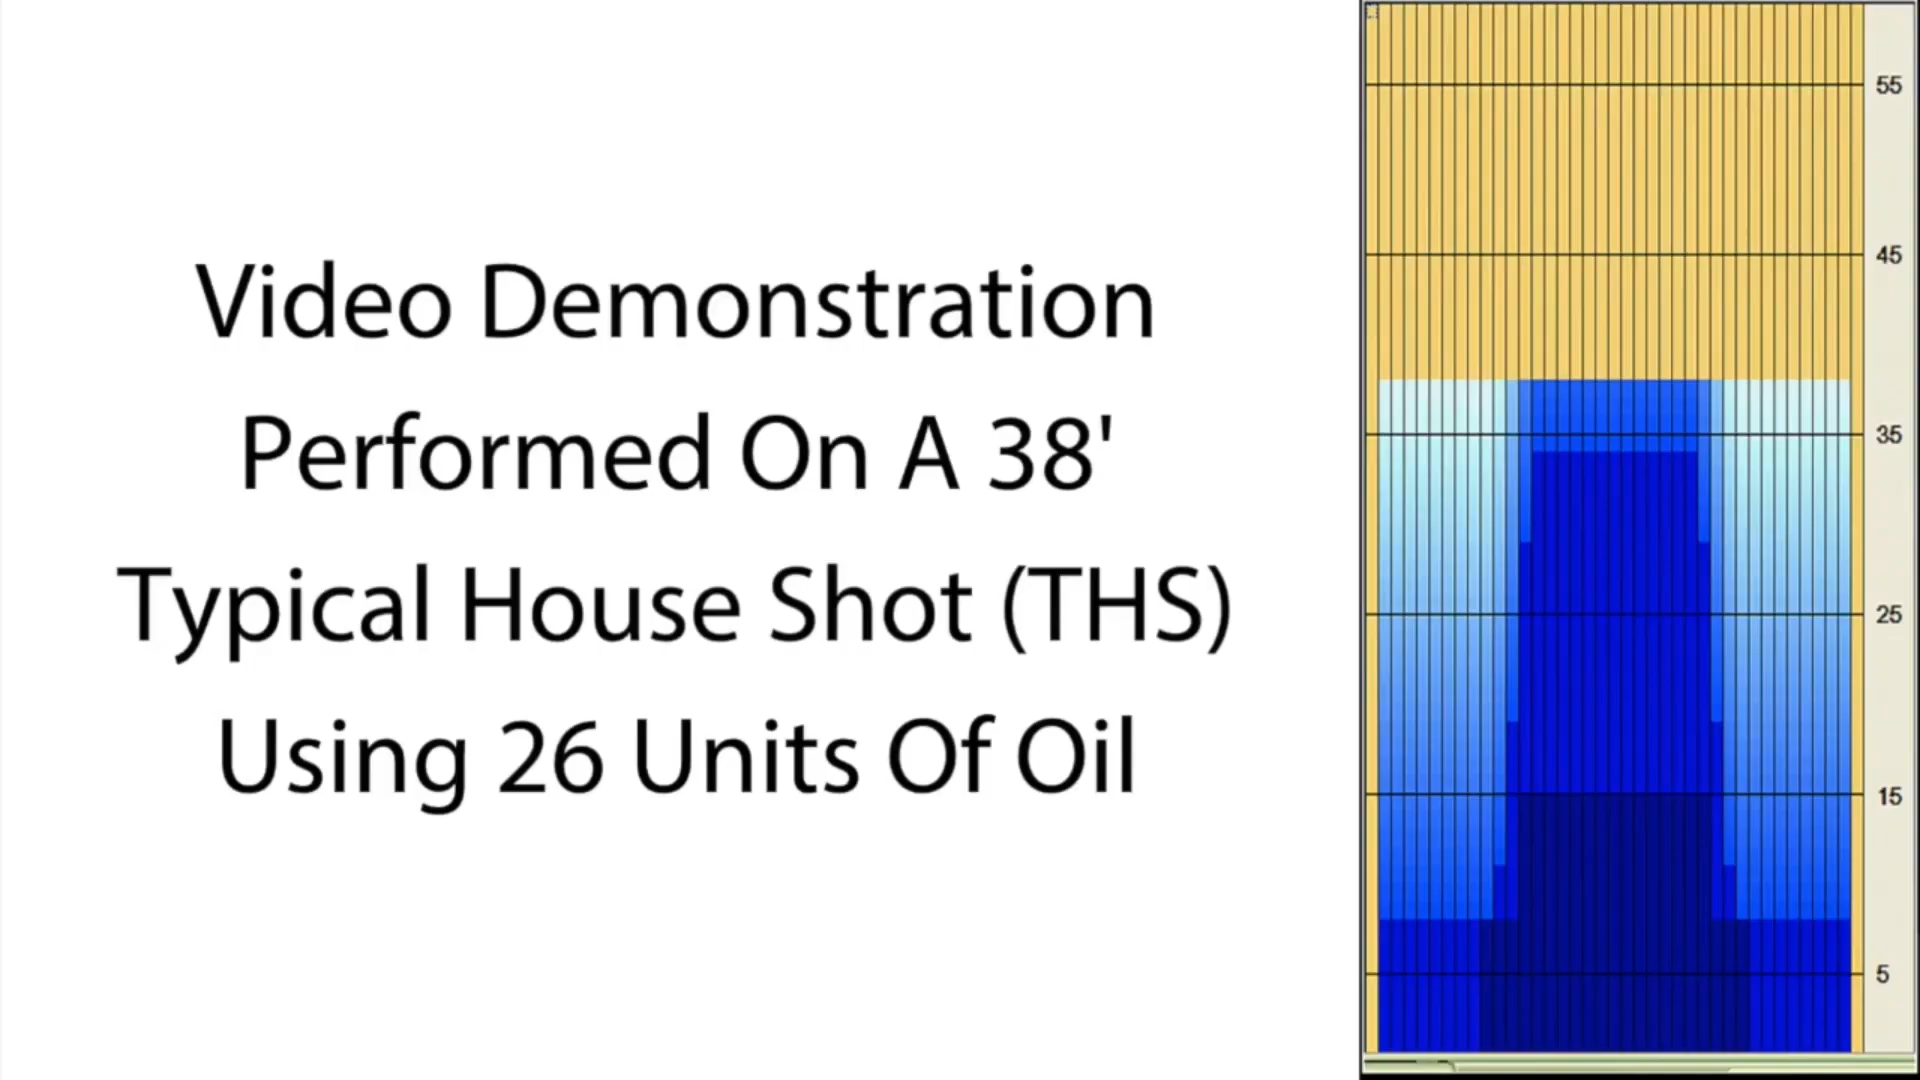 Video Demonstration
Performed On A 38'
Typical House Shot (THS)
Using 26 Units Of Oil
55
45
35
25
15
5